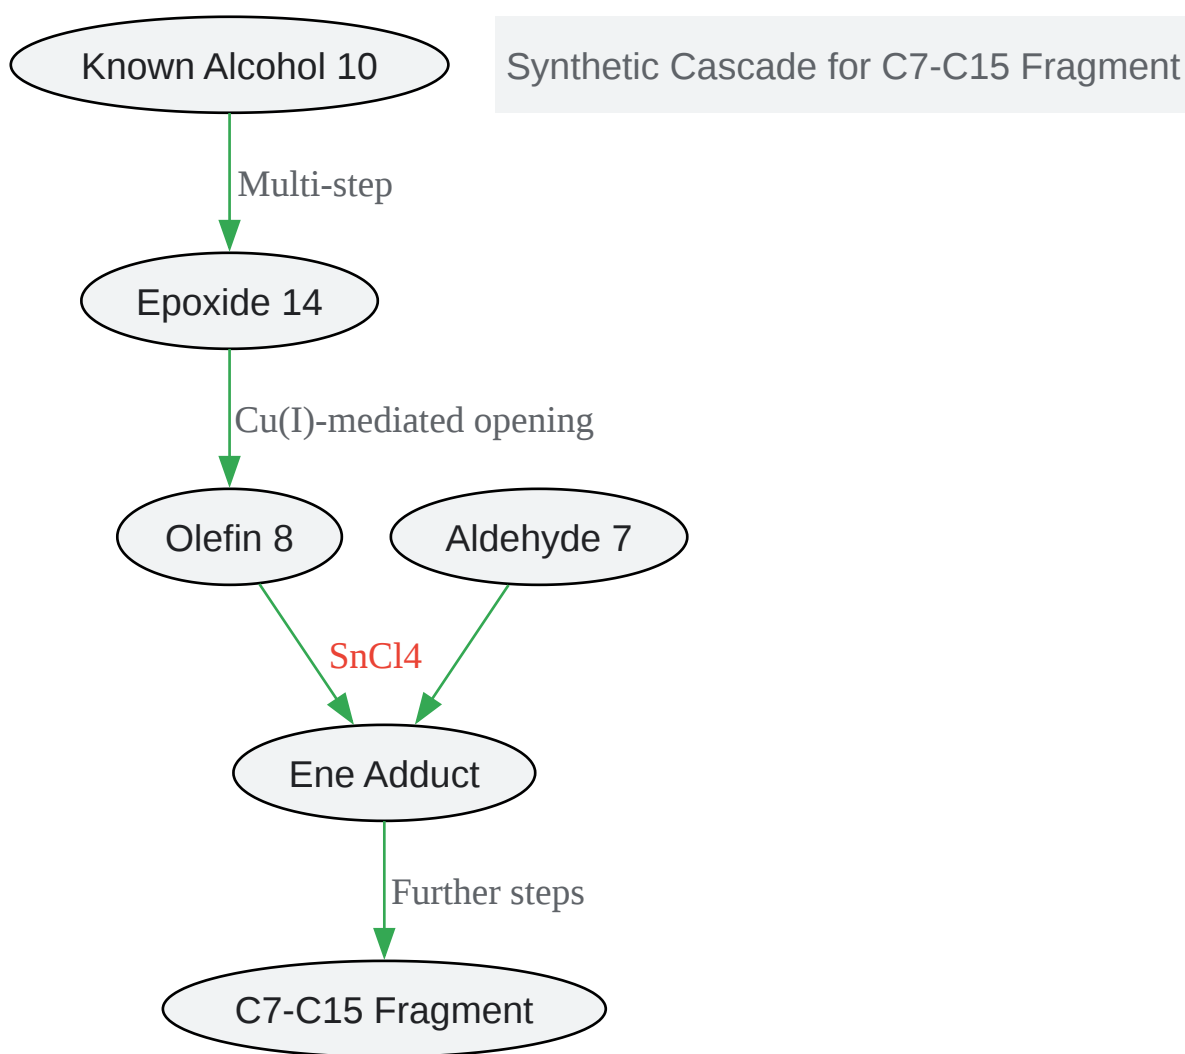 Known Alcohol 10
Synthetic Cascade for C7-C15 Fragment
Multi-step
Epoxide 14
Cu(I)-mediated opening
Olefin 8
Aldehyde 7
SnCl4
Ene Adduct
Further steps
C7-C15 Fragment